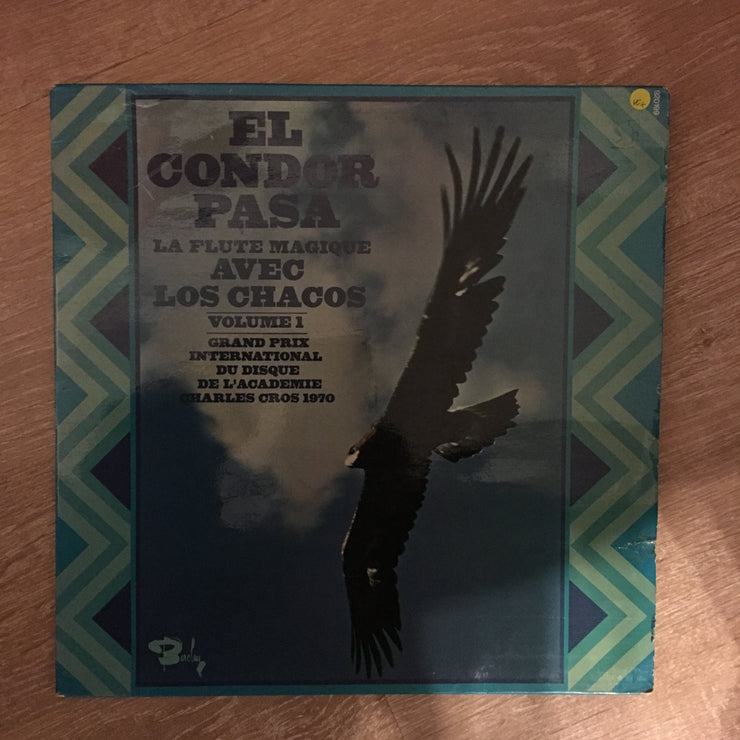 EL
CONDOR
PASA
LA FLUTE MAGIQUE
AVEC
LOS CHACOS
VOLUME 1
GRAND PRIX
INTERNATIONAL
DU DISQUE
DE L'ACADEMIE
CHARLES CROS 1970
Barclay